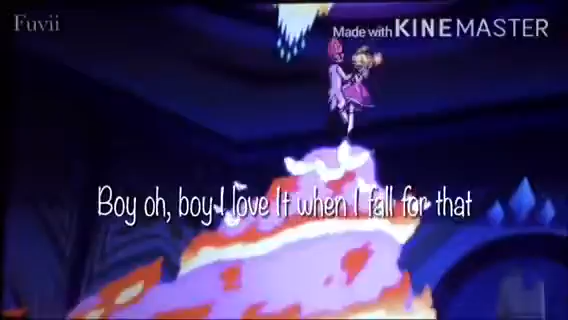 Fuvii
Made with KINEMASTER
Boy oh, boy I love It when I fall for that